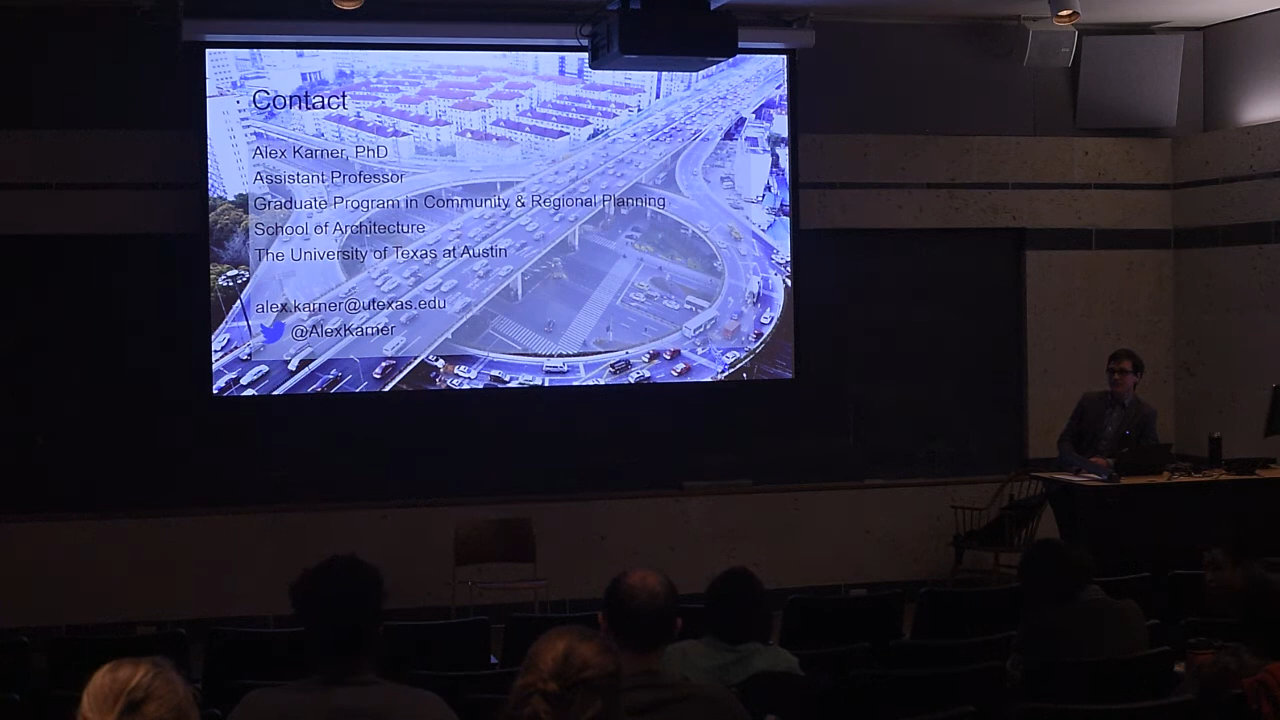 Contact
Alex Karner, PhD
Assistant Professor
Graduate Program in Community & Regional Planning
School of Architecture
The University of Texas at Austin
alex.karner@utexas.edu
@AlexKarner